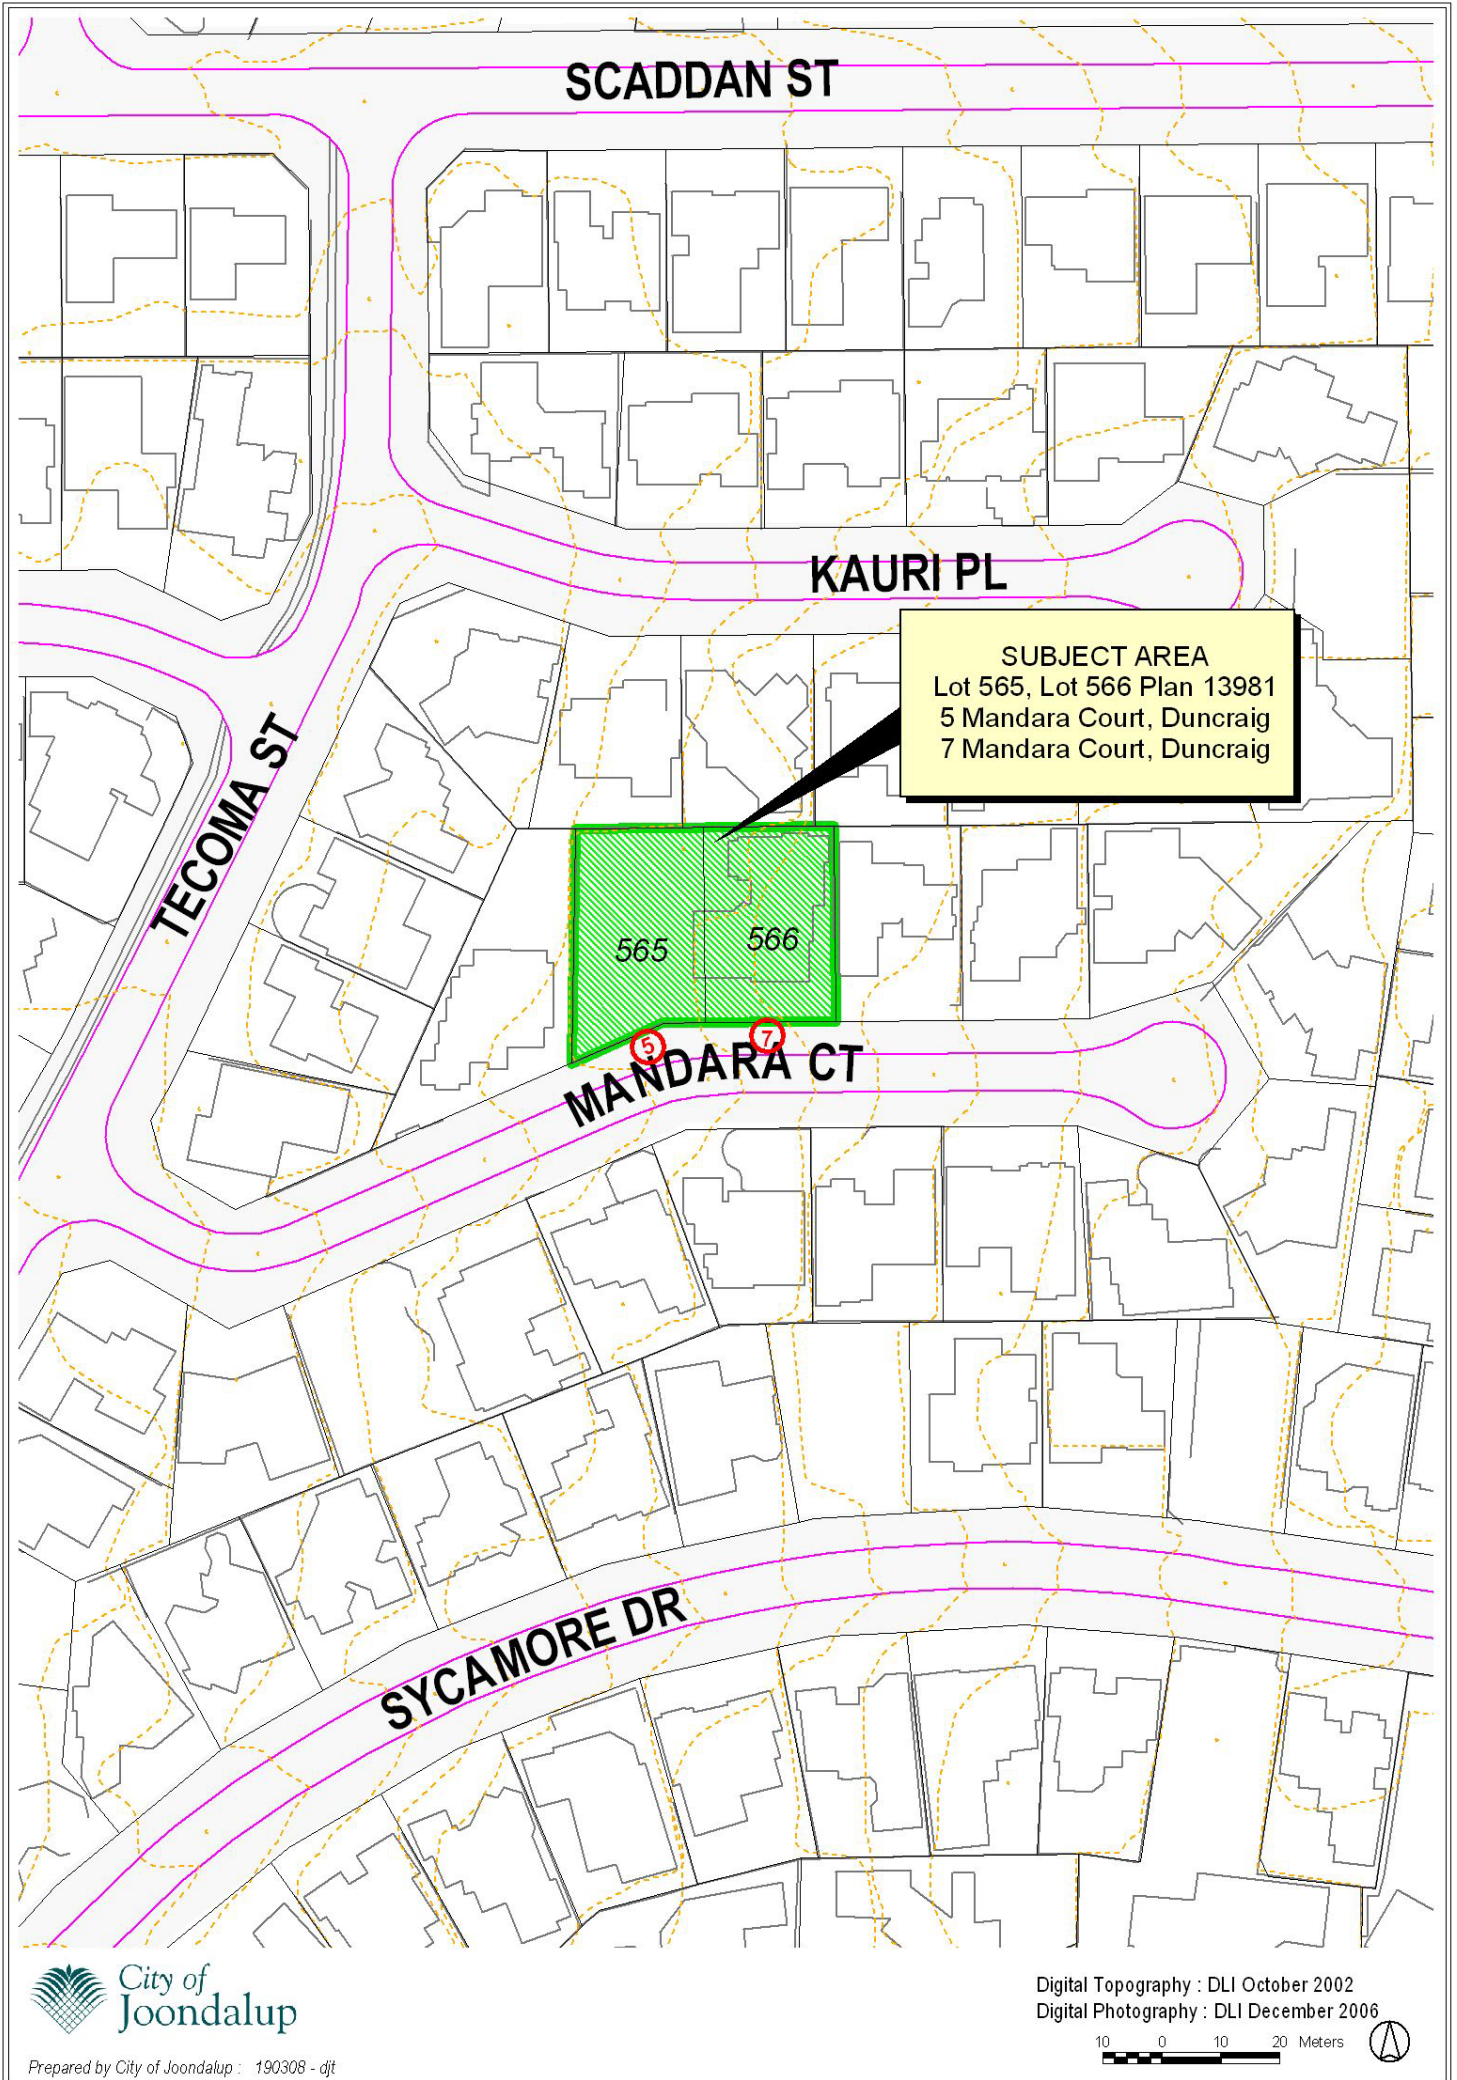 SCADDAN ST
KAURI PL
SUBJECT AREA
Lot 565, Lot 566 Plan 13981
5 Mandara Court, Duncraig
7 Mandara Court, Duncraig
TECOMA ST
565
566
5
7
MANDARA CT
SYCAMORE DR
City of
Joondalup
Prepared by City of Joondalup : 190308 - djt
Digital Topography : DLI October 2002
Digital Photography : DLI December 2006
10 0 10 20 Meters